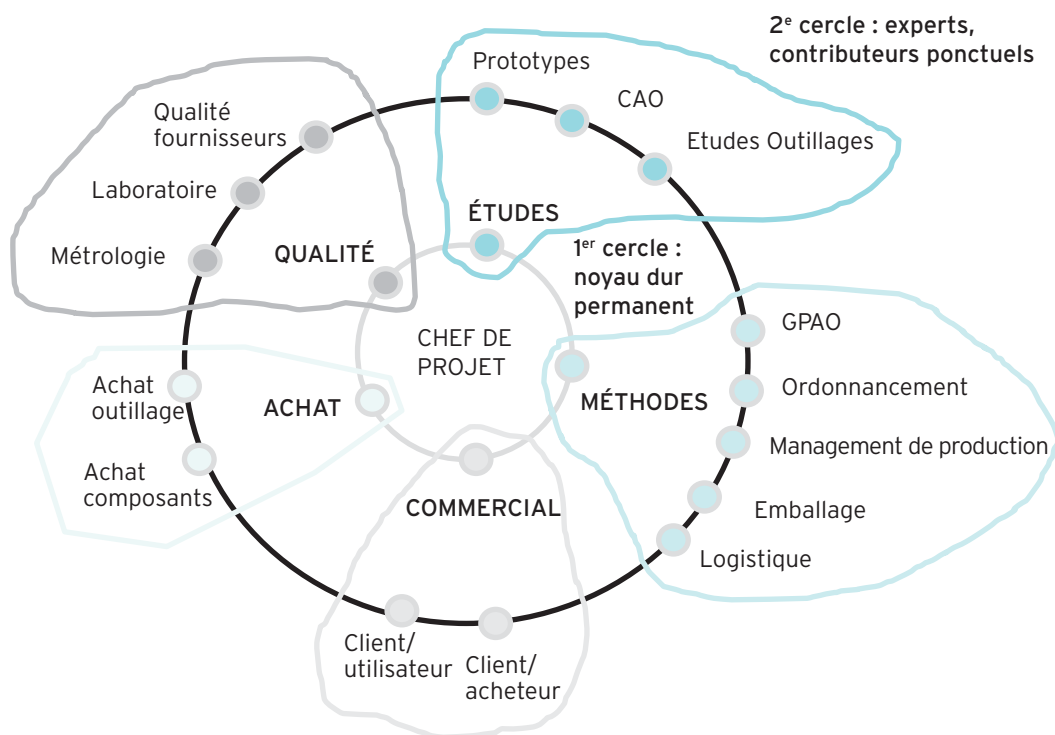 2e cercle : experts,
contributeurs ponctuels
Prototypes
CAO
Etudes Outillages
Qualité
fournisseurs
Laboratoire
Métrologie
QUALITÉ
ÉTUDES
1er cercle :
noyau dur
permanent
CHEF DE
PROJET
GPAO
Ordonnancement
MÉTHODES
Management de production
Emballage
Logistique
Achat
outillage
ACHAT
Achat
composants
COMMERCIAL
Client/
utilisateur
Client/
acheteur